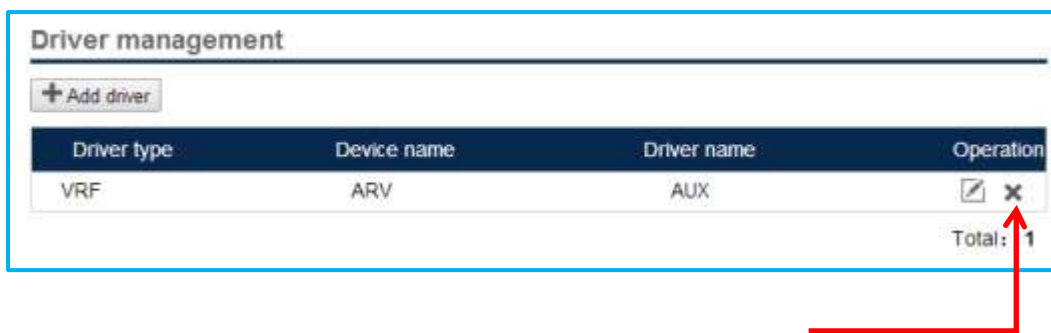 Driver management
Add driver
Driver type Device name Driver name Operation
VRF ARV AUX
Total: 1